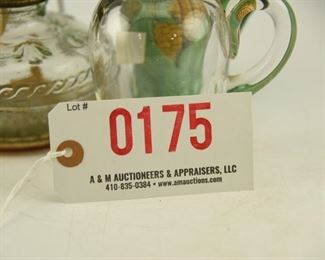 Lot #
0175
A & M AUCTIONEERS & APPRAISERS, LLC
410-835-0384 • www.amauctions.com